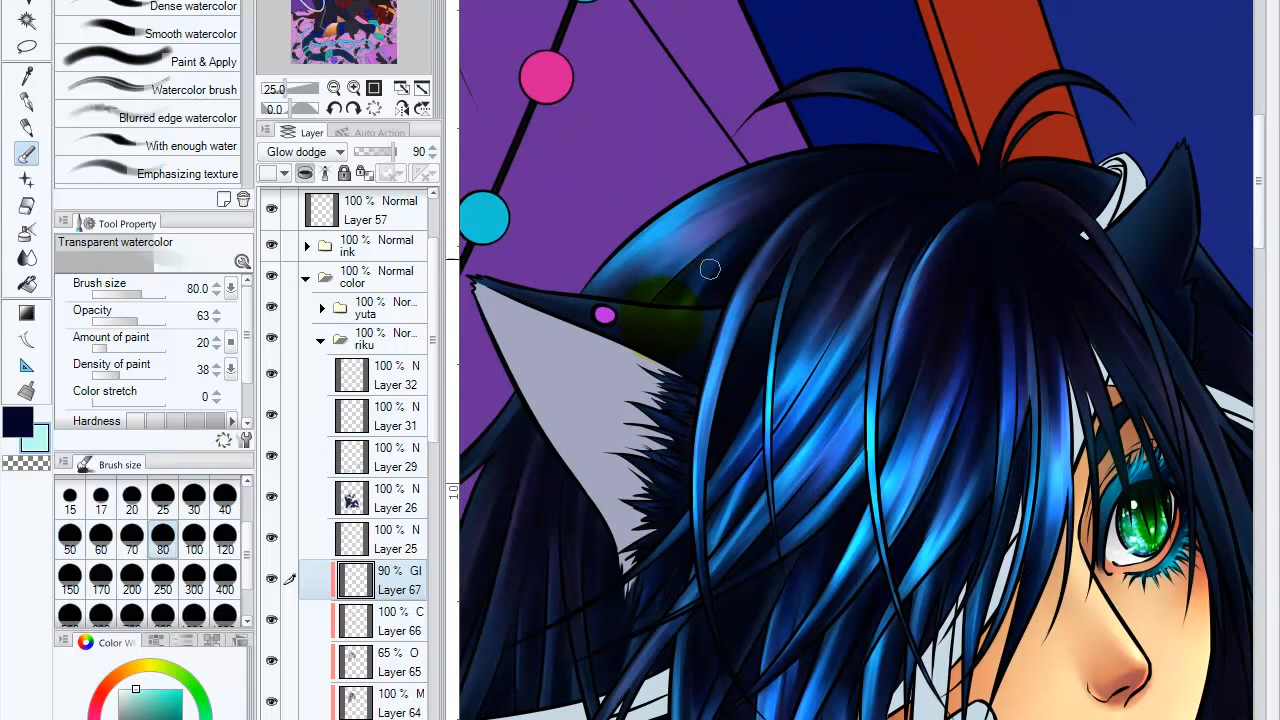 Dense watercolor
Smooth watercolor
Paint & Apply
Watercolor brush
Blurred edge watercolor
With enough water
Emphasizing texture
Tool Property
Transparent watercolor
Brush size 80.0
Opacity 63
Amount of paint 20
Density of paint 38
Color stretch 0
Hardness
Brush size
15 17 20 25 30 40
50 60 70 80 100 120
150 170 200 250 300 400
Color W
25.0
0.0
Layer Auto Action
Glow dodge 90
100 % Normal
Layer 57
100 % Normal
ink
100 % Normal
color
100 % Nor...
yuta
100 % Nor...
riku
100 % N
Layer 32
100 % N
Layer 31
100 % N
Layer 29
100 % N
Layer 26
100 % N
Layer 25
90 % Gl
Layer 67
100 % C
Layer 66
65 % O
Layer 65
100 % M
Layer 64
10